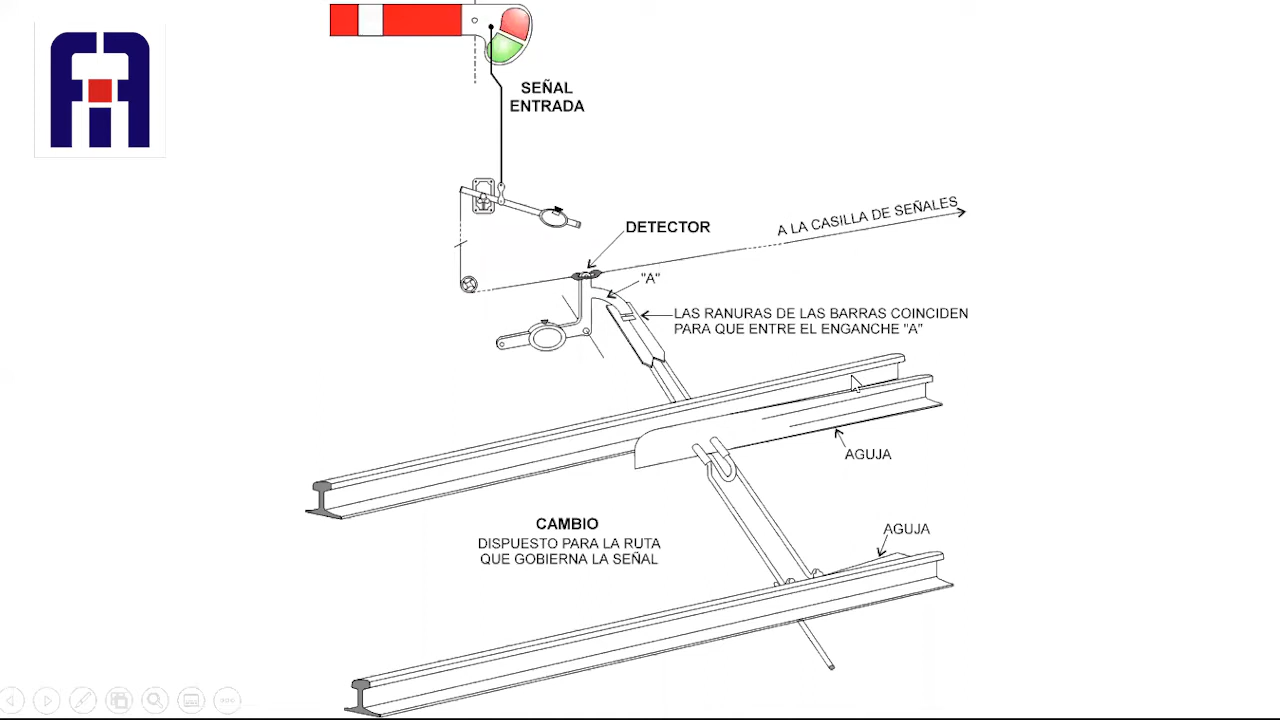 SEÑAL
ENTRADA
DETECTOR
A LA CASILLA DE SEÑALES
"A"
LAS RANURAS DE LAS BARRAS COINCIDEN
PARA QUE ENTRE EL ENGANCHE "A"
AGUJA
CAMBIO
DISPUESTO PARA LA RUTA
QUE GOBIERNA LA SEÑAL
AGUJA